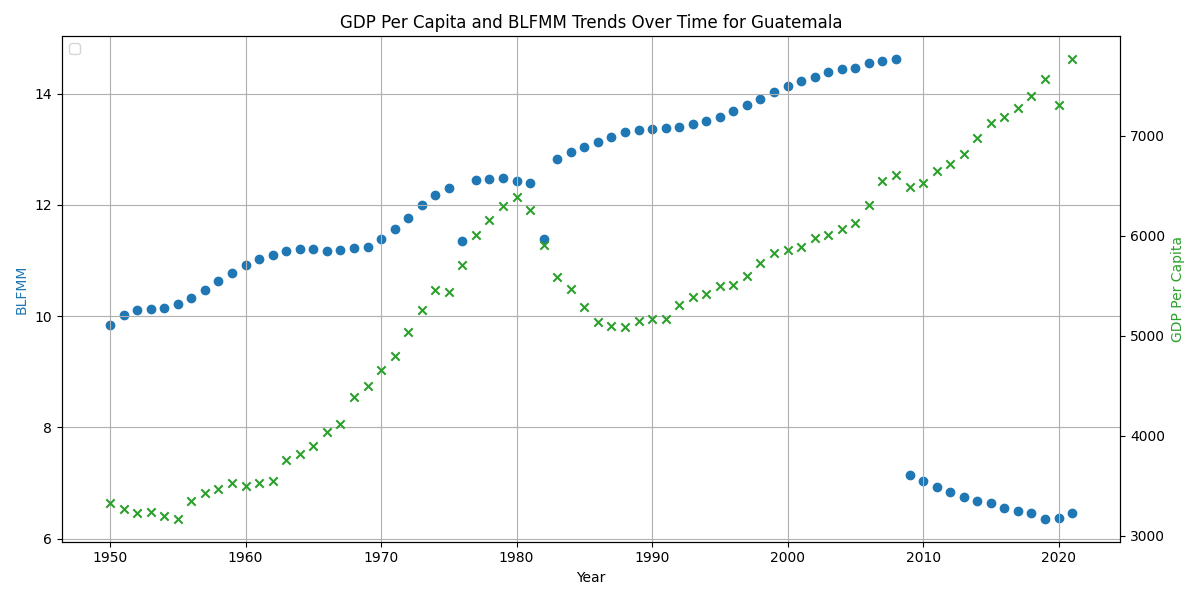 GDP Per Capita and BLFMM Trends Over Time for Guatemala
14
12
10
8
6
BLFMM
7000
6000
5000
4000
3000
GDP Per Capita
1950 1960 1970 1980 1990 2000 2010 2020
Year